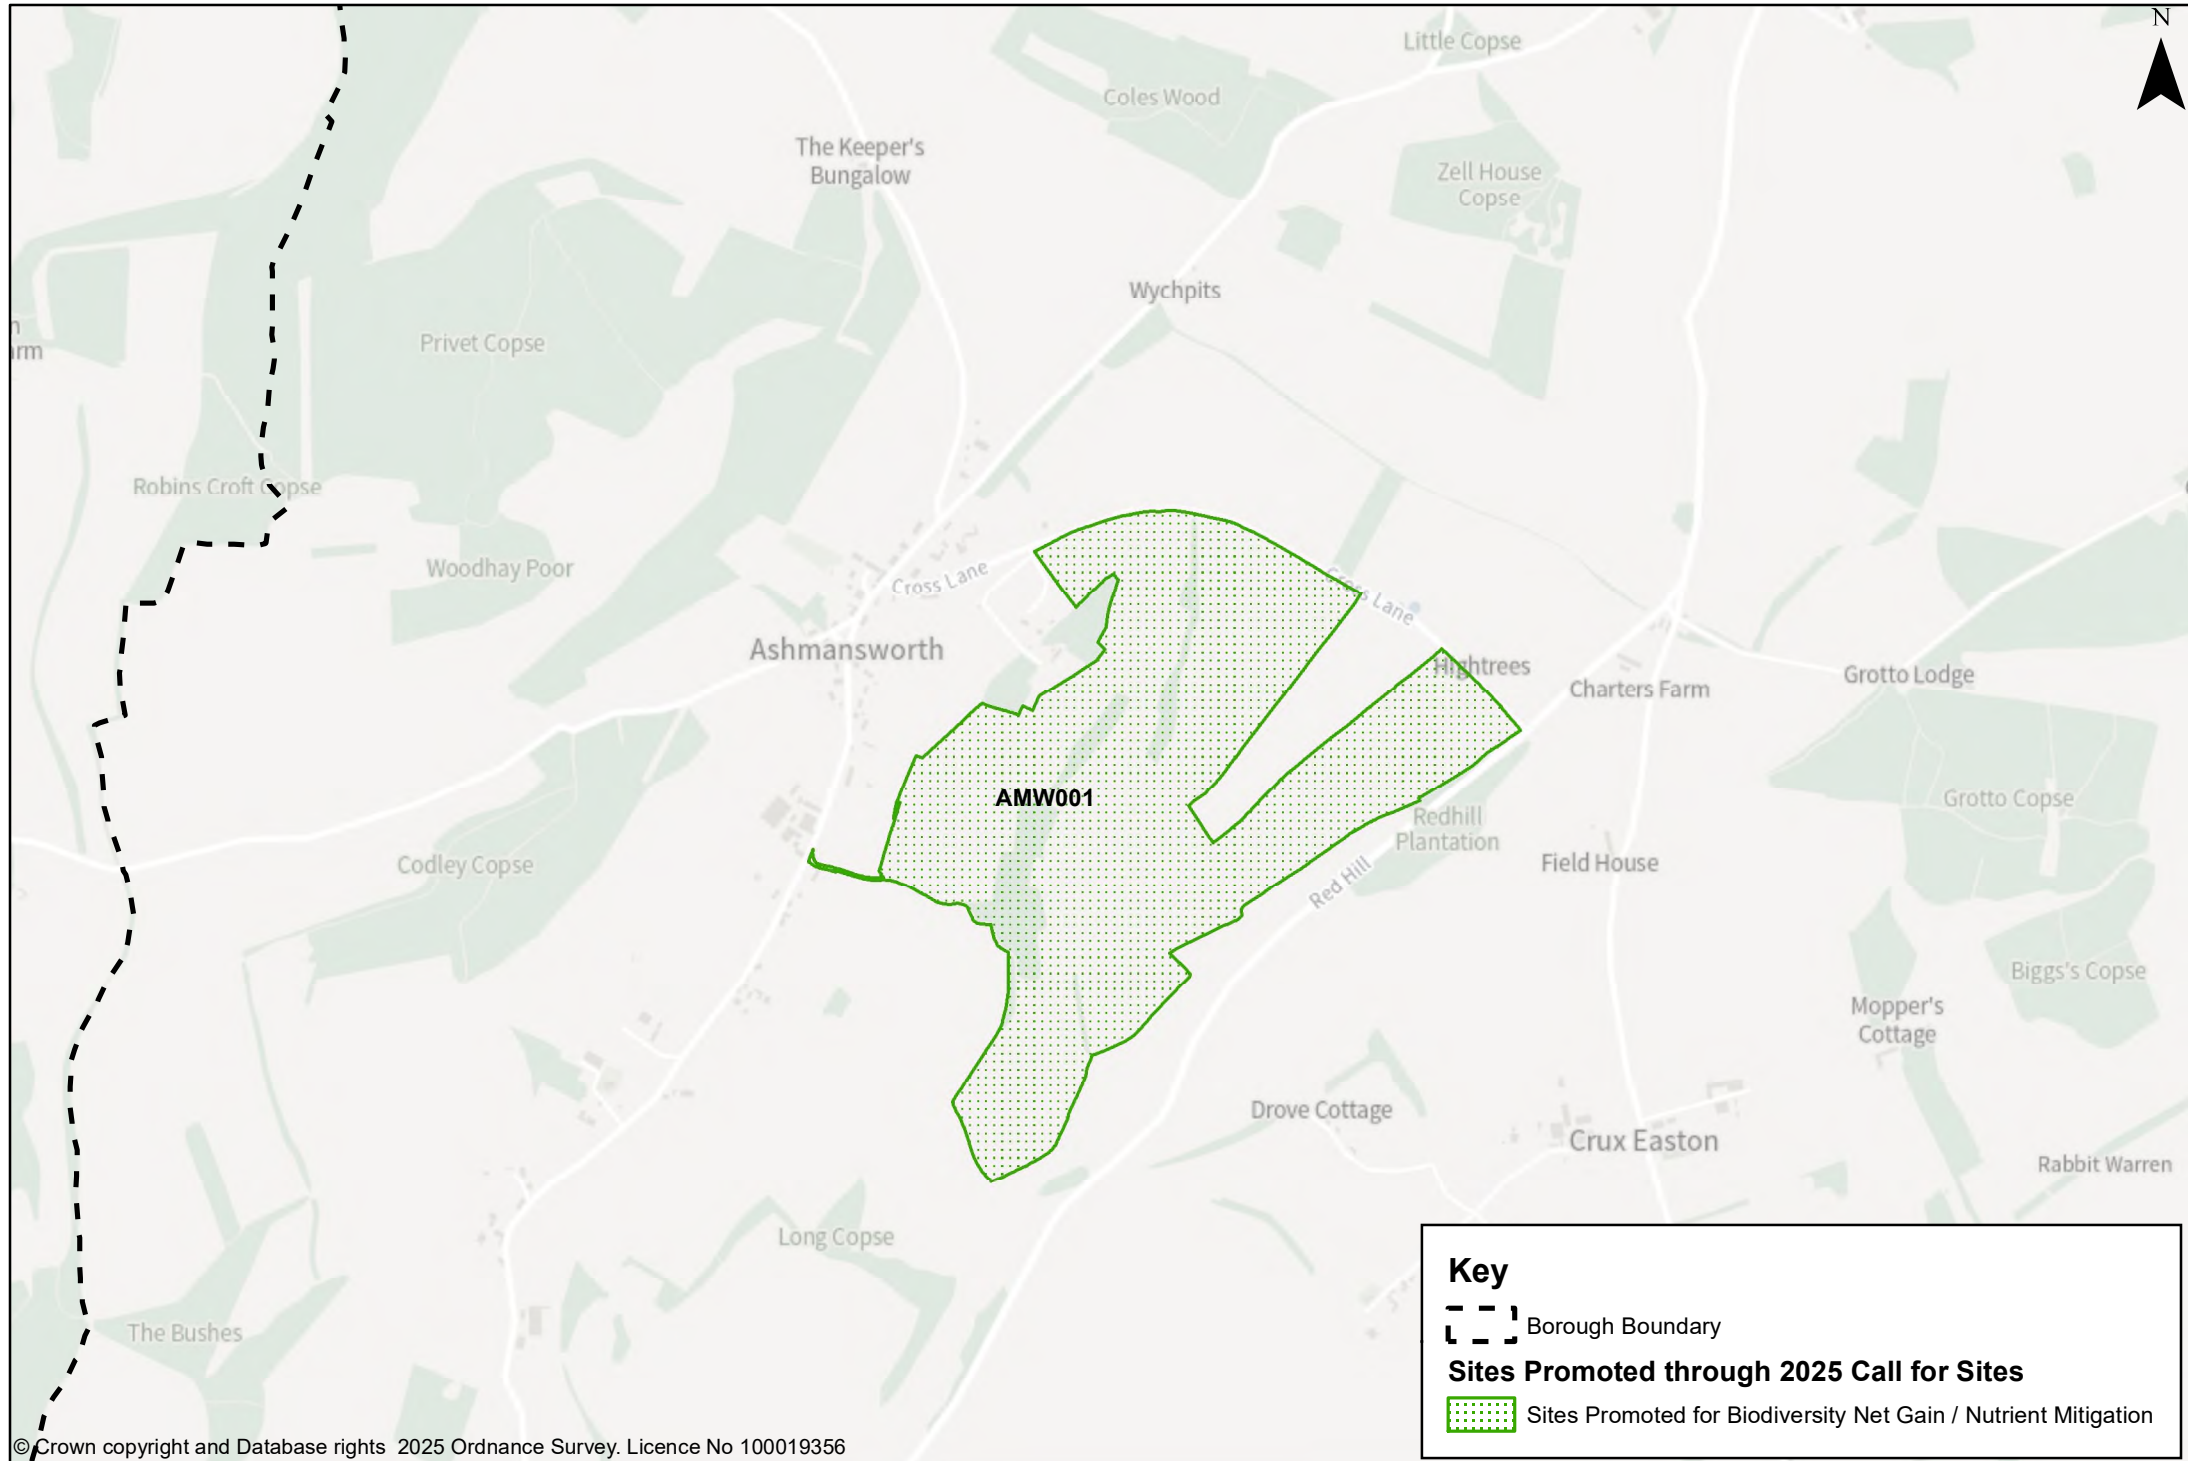 N
Little Copse
Coles Wood
The Keeper's
Bungalow
Zell House
Copse
Wychpits
Privet Copse
Robins Croft Copse
Woodhay Poor
Cross Lane
Cross Lane
Ashmansworth
Hightrees
Charters Farm
Grotto Lodge
AMW001
Grotto Copse
Redhill
Plantation
Codley Copse
Field House
Red Hill
Biggs's Copse
Mopper's
Cottage
Drove Cottage
Crux Easton
Rabbit Warren
Long Copse
The Bushes
Key
Borough Boundary
Sites Promoted through 2025 Call for Sites
Sites Promoted for Biodiversity Net Gain / Nutrient Mitigation
© Crown copyright and Database rights 2025 Ordnance Survey. Licence No 100019356